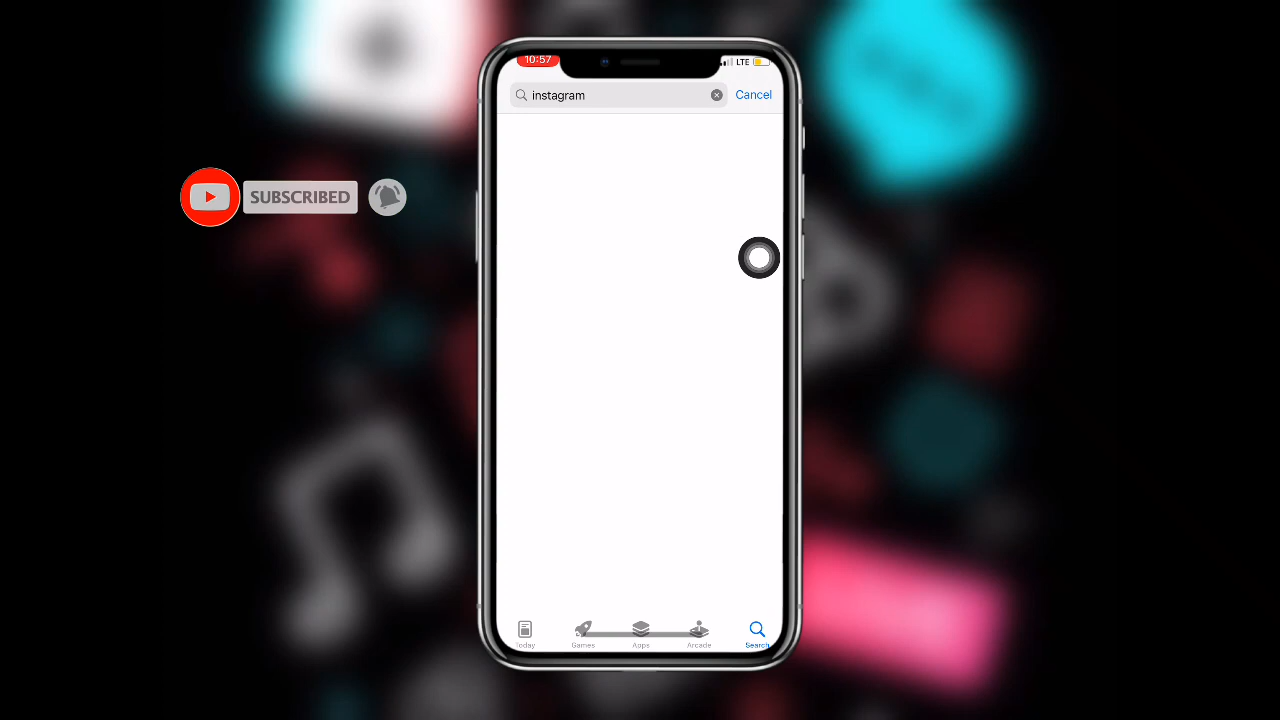 10:57
LTE
instagram
Cancel
SUBSCRIBED
Today
Games
Apps
Arcade
Search